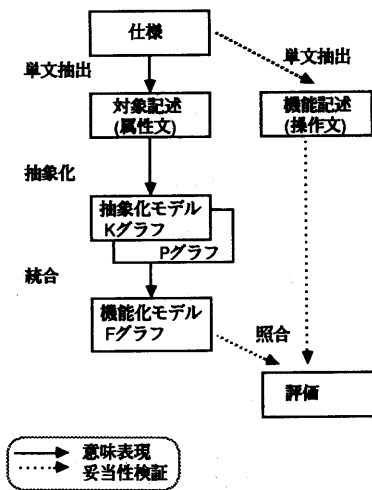 仕様
単文抽出
単文抽出
対象記述
(属性文)
機能記述
(操作文)
抽象化
抽象化モデル
Kグラフ
Pグラフ
統合
機能化モデル
Fグラフ
照合
評価
意味表現
妥当性検証